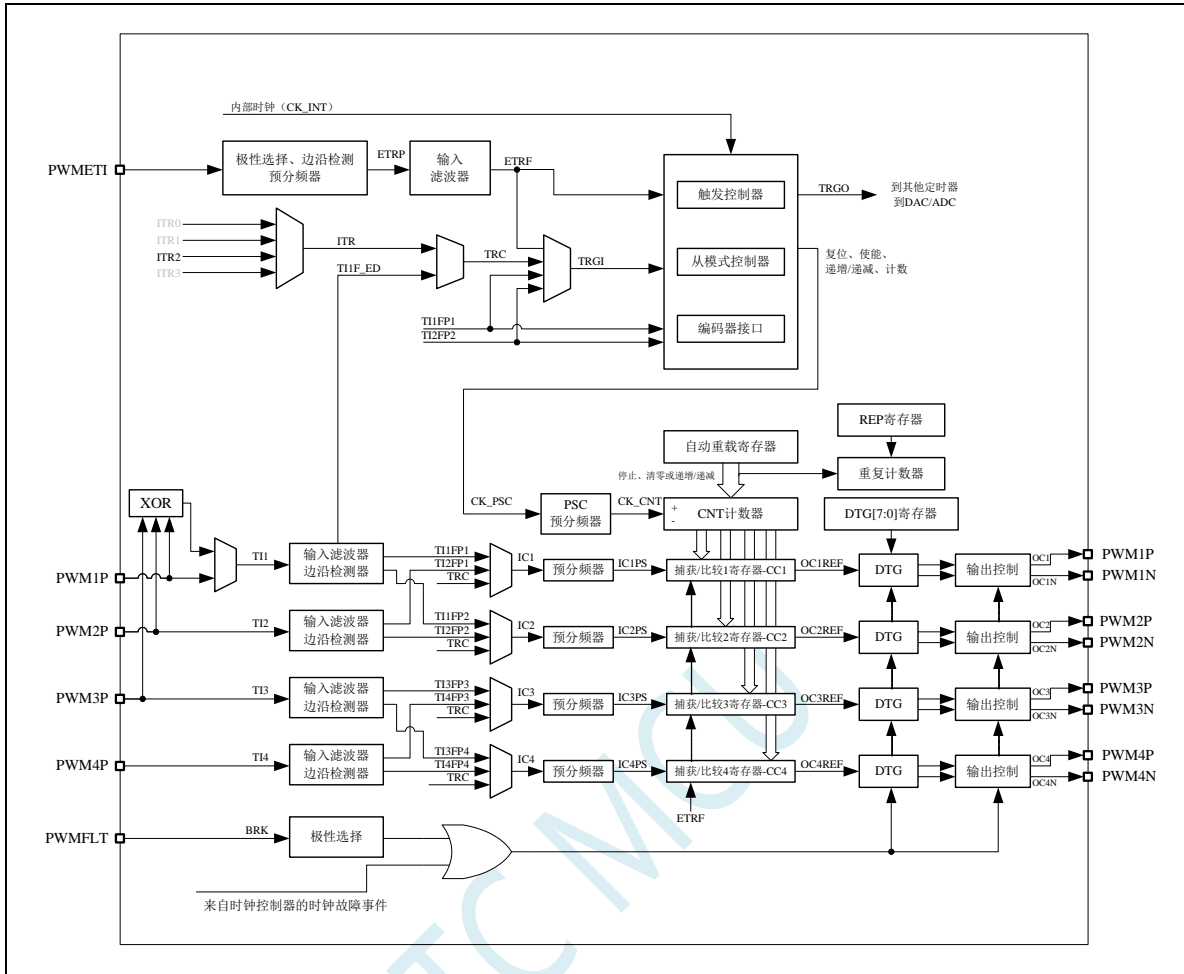 内部时钟（CK_INT）
PWMETI
极性选择、边沿检测
预分频器
ETRP
输入
滤波器
ETRF
触发控制器
TRGO
到其他定时器
到DAC/ADC
ITR0
ITR1
ITR2
ITR3
ITR
TI1F_ED
TRC
TRGI
从模式控制器
复位、使能、
递增/递减、计数
TI1FP1
TI2FP2
编码器接口
REP寄存器
自动重载寄存器
停止、清零或递增/递减
重复计数器
XOR
CK_PSC
PSC
预分频器
CK_CNT
+
-
CNT计数器
DTG[7:0]寄存器
PWM1P
TI1
输入滤波器
边沿检测器
TI1FP1
TI2FP1
TRC
IC1
预分频器
IC1PS
捕获/比较1寄存器-CC1
OC1REF
DTG
输出控制
OC1
OC1N
PWM1P
PWM1N
PWM2P
TI2
输入滤波器
边沿检测器
TI1FP2
TI2FP2
TRC
IC2
预分频器
IC2PS
捕获/比较2寄存器-CC2
OC2REF
DTG
输出控制
OC2
OC2N
PWM2P
PWM2N
PWM3P
TI3
输入滤波器
边沿检测器
TI3FP3
TI4FP3
TRC
IC3
预分频器
IC3PS
捕获/比较3寄存器-CC3
OC3REF
DTG
输出控制
OC3
OC3N
PWM3P
PWM3N
PWM4P
TI4
输入滤波器
边沿检测器
TI3FP4
TI4FP4
TRC
IC4
预分频器
IC4PS
捕获/比较4寄存器-CC4
OC4REF
DTG
输出控制
OC4
OC4N
PWM4P
PWM4N
ETRF
PWMFLT
BRK
极性选择
来自时钟控制器的时钟故障事件
TC MCU